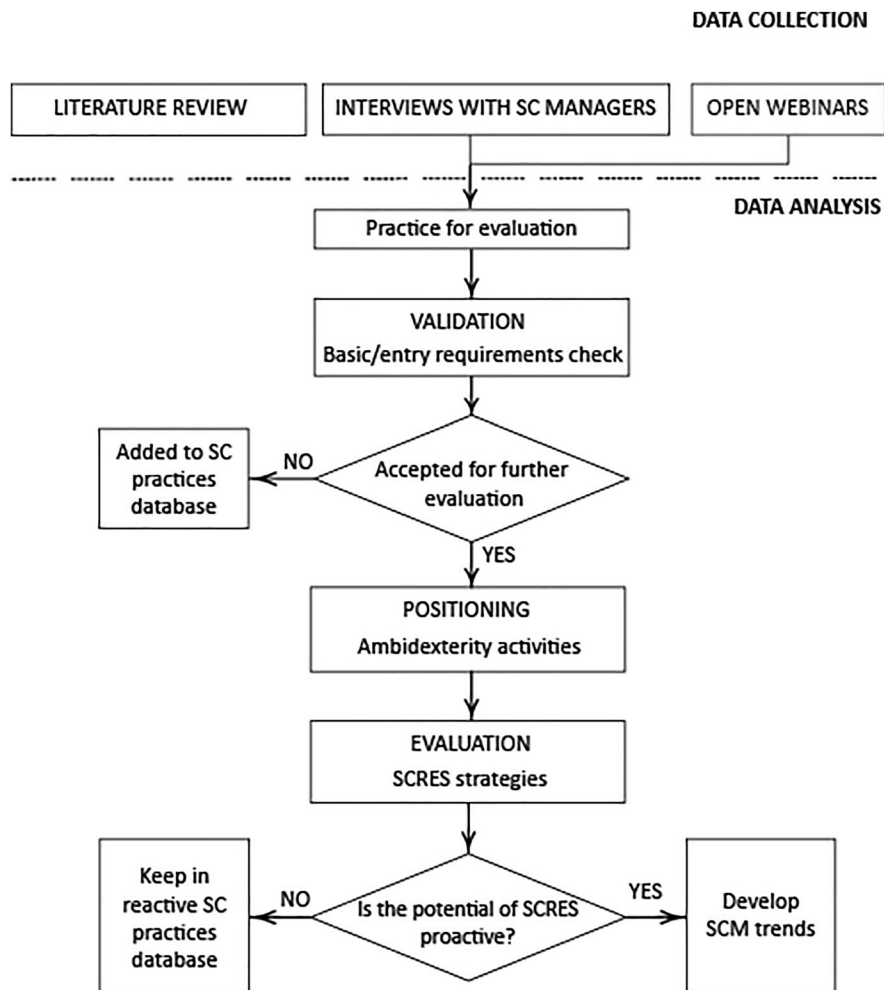 DATA COLLECTION
LITERATURE REVIEW
INTERVIEWS WITH SC MANAGERS
OPEN WEBINARS
DATA ANALYSIS
Practice for evaluation
VALIDATION
Basic/entry requirements check
Added to SC
practices
database
NO
Accepted for further
evaluation
YES
POSITIONING
Ambidexterity activities
EVALUATION
SCRES strategies
Keep in
reactive SC
practices
database
NO
Is the potential of SCRES
proactive?
YES
Develop
SCM trends